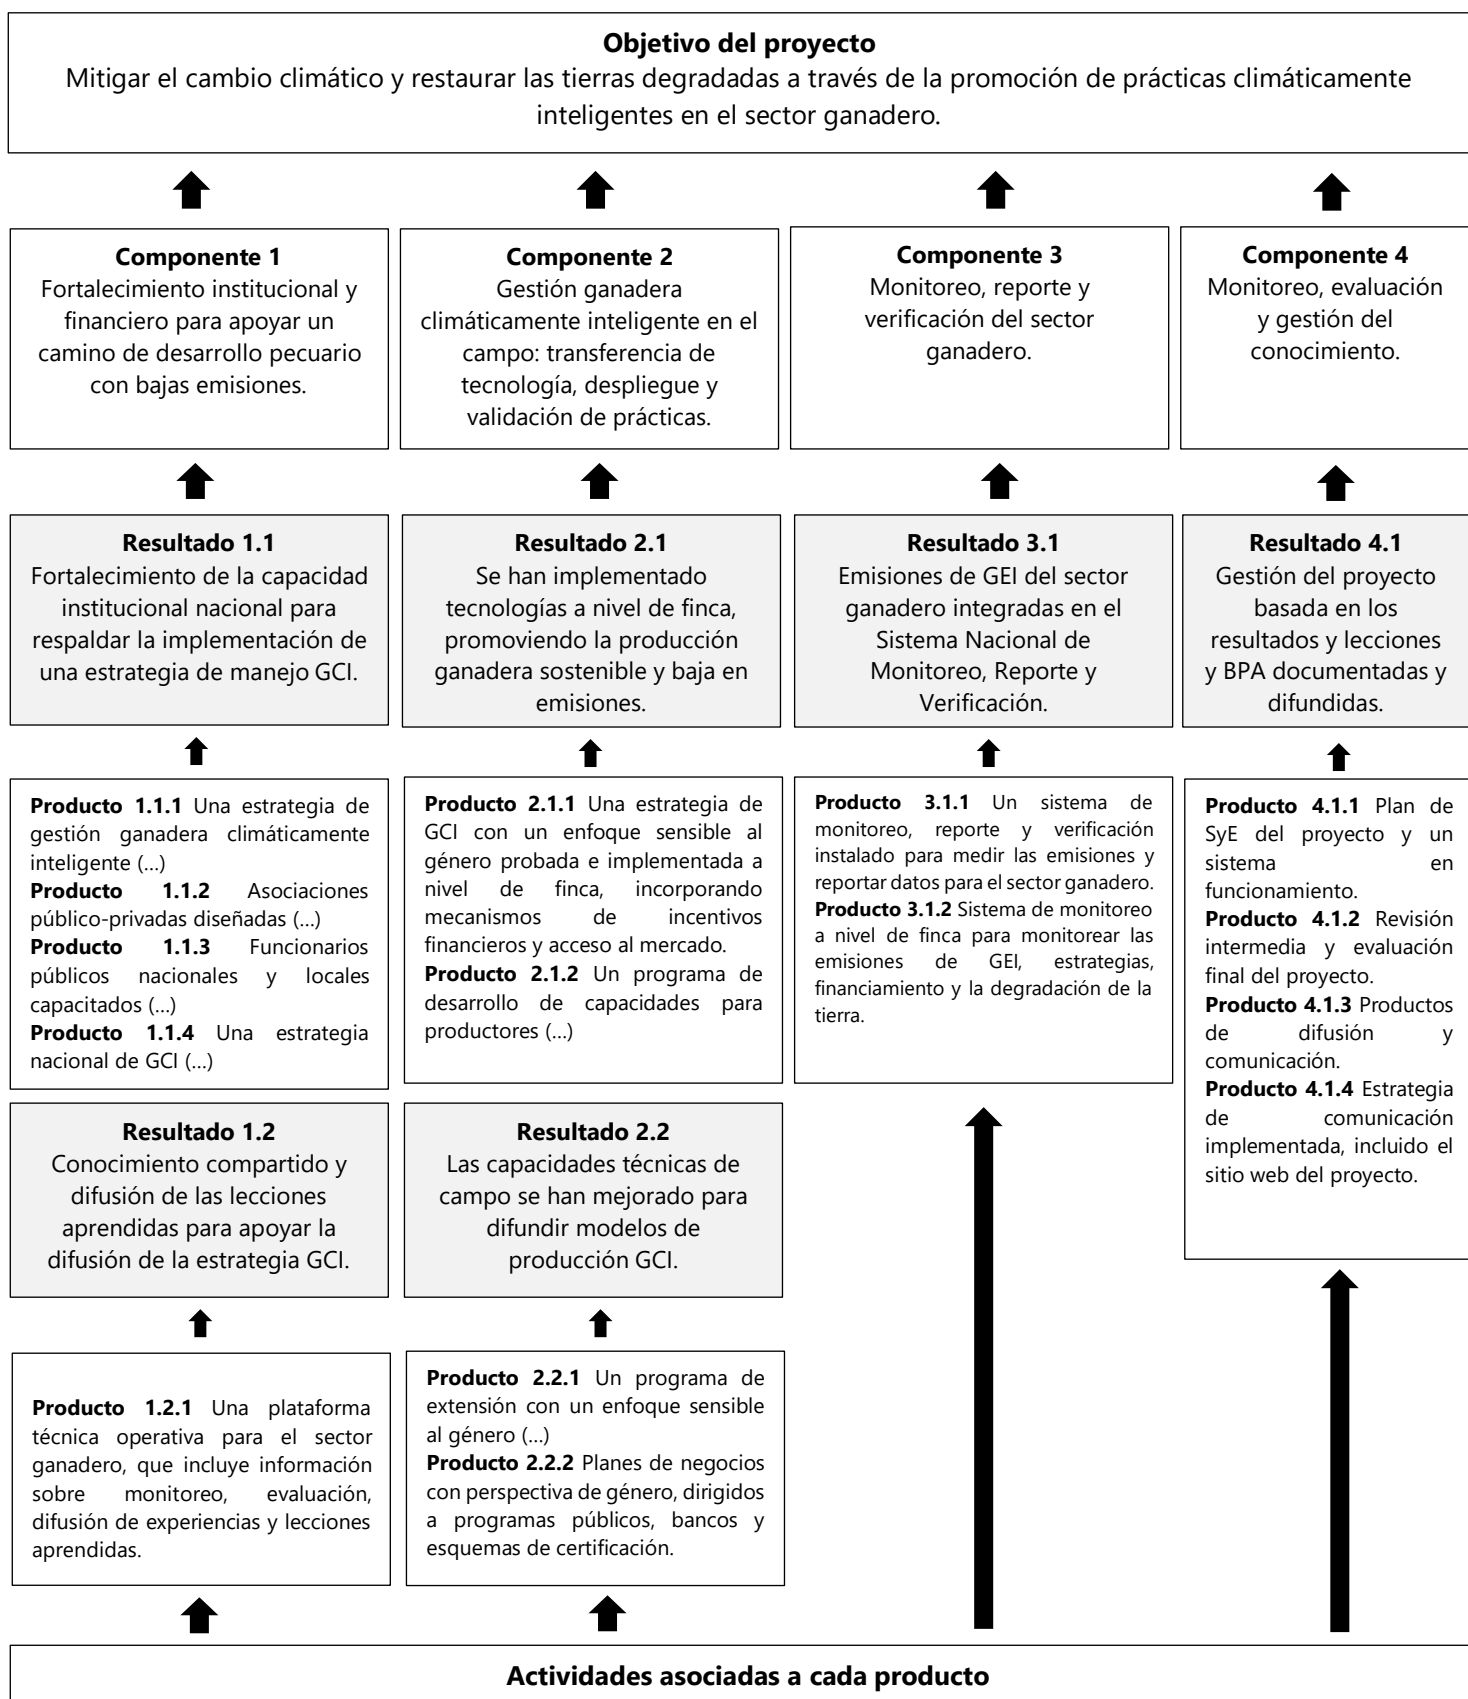 Objetivo del proyecto
Mitigar el cambio climático y restaurar las tierras degradadas a través de la promoción de prácticas climáticamente
inteligentes en el sector ganadero.
Componente 1
Fortalecimiento institucional y
financiero para apoyar un
camino de desarrollo pecuario
con bajas emisiones.
Componente 2
Gestión ganadera
climáticamente inteligente en el
campo: transferencia de
tecnología, despliegue y
validación de prácticas.
Componente 3
Monitoreo, reporte y
verificación del sector
ganadero.
Componente 4
Monitoreo, evaluación
y gestión del
conocimiento.
Resultado 1.1
Fortalecimiento de la capacidad
institucional nacional para
respaldar la implementación de
una estrategia de manejo GCI.
Resultado 2.1
Se han implementado
tecnologías a nivel de finca,
promoviendo la producción
ganadera sostenible y baja en
emisiones.
Resultado 3.1
Emisiones de GEI del sector
ganadero integradas en el
Sistema Nacional de
Monitoreo, Reporte y
Verificación.
Resultado 4.1
Gestión del proyecto
basada en los
resultados y lecciones
y BPA documentadas y
difundidas.
Producto 1.1.1 Una estrategia de
gestión ganadera climáticamente
inteligente (...)
Producto 1.1.2 Asociaciones
público-privadas diseñadas (...)
Producto 1.1.3 Funcionarios
públicos nacionales y locales
capacitados (...)
Producto 1.1.4 Una estrategia
nacional de GCI (...)
Producto 2.1.1 Una estrategia de
GCI con un enfoque sensible al
género probada e implementada a
nivel de finca, incorporando
mecanismos de incentivos
financieros y acceso al mercado.
Producto 2.1.2 Un programa de
desarrollo de capacidades para
productores (...)
Producto 3.1.1 Un sistema de
monitoreo, reporte y verificación
instalado para medir las emisiones y
reportar datos para el sector ganadero.
Producto 3.1.2 Sistema de monitoreo
a nivel de finca para monitorear las
emisiones de GEI, estrategias,
financiamiento y la degradación de la
tierra.
Producto 4.1.1 Plan de
SyE del proyecto y un
sistema en
funcionamiento.
Producto 4.1.2 Revisión
intermedia y evaluación
final del proyecto.
Producto 4.1.3 Productos
de difusión y
comunicación.
Producto 4.1.4 Estrategia
de comunicación
implementada, incluido el
sitio web del proyecto.
Resultado 1.2
Conocimiento compartido y
difusión de las lecciones
aprendidas para apoyar la
difusión de la estrategia GCI.
Resultado 2.2
Las capacidades técnicas de
campo se han mejorado para
difundir modelos de
producción GCI.
Producto 1.2.1 Una plataforma
técnica operativa para el sector
ganadero, que incluye información
sobre monitoreo, evaluación,
difusión de experiencias y lecciones
aprendidas.
Producto 2.2.1 Un programa de
extensión con un enfoque sensible
al género (...)
Producto 2.2.2 Planes de negocios
con perspectiva de género, dirigidos
a programas públicos, bancos y
esquemas de certificación.
Actividades asociadas a cada producto